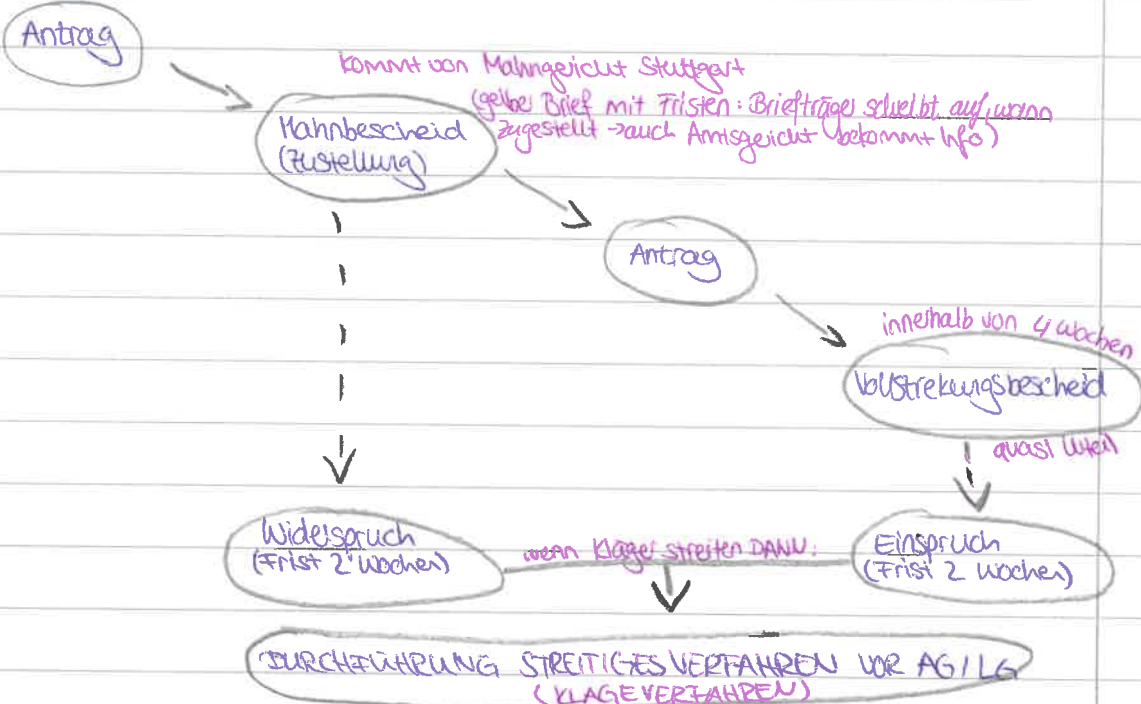 Antrag
kommt von Mahngericht Stuttgart
(gelber Brief mit Fristen: Briefträger schreibt auf, wann
zugestellt → auch Amtsgericht bekommt Info)
Mahnbescheid
(Zustellung)
Antrag
innerhalb von 4 Wochen
Vollstrekungsbescheid
quasi Urteil
Widerspruch
(Frist 2 Wochen)
wenn Kläger streiten DANN:
Einspruch
(Frist 2 Wochen)
DURCHFÜHRUNG STREITIGES VERFAHREN VOR AG/LG
(KLAGEVERFAHREN)